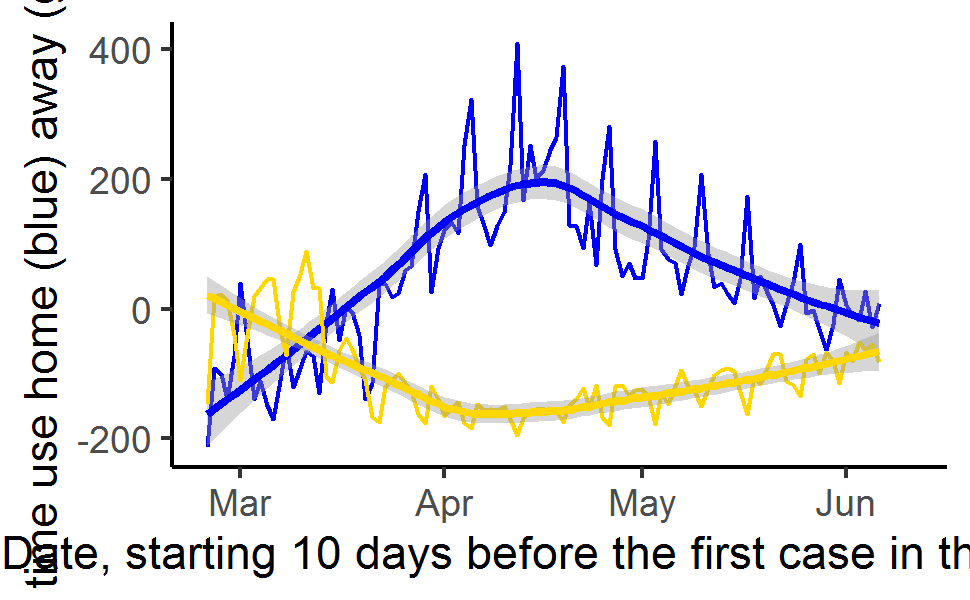 time use home (blue) away (
400
200
0
-200
Mar Apr May Jun
Date, starting 10 days before the first case in th